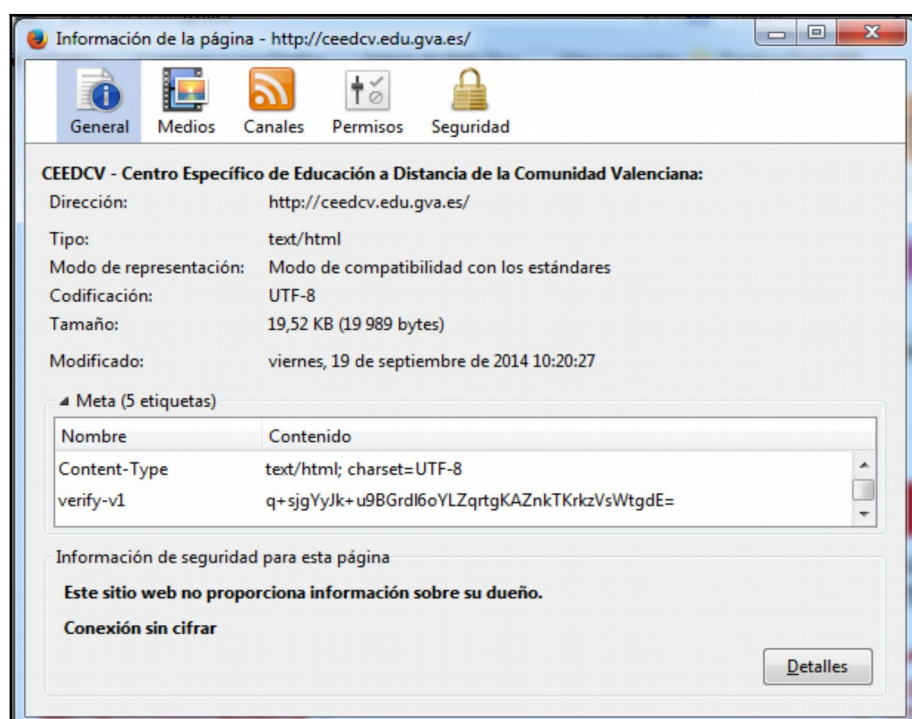 Información de la página - http://ceedcv.edu.gva.es/
General Medios Canales Permisos Seguridad
CEEDCV - Centro Específico de Educación a Distancia de la Comunidad Valenciana:
Dirección: http://ceedcv.edu.gva.es/
Tipo: text/html
Modo de representación: Modo de compatibilidad con los estándares
Codificación: UTF-8
Tamaño: 19,52 KB (19 989 bytes)
Modificado: viernes, 19 de septiembre de 2014 10:20:27
Meta (5 etiquetas)
Nombre Contenido
Content-Type text/html; charset=UTF-8
verify-v1 q+sjgYyJk+u9BGrdl6oYLZqrtgKAZnkTKrkzVsWtgdE=
Información de seguridad para esta página
Este sitio web no proporciona información sobre su dueño.
Conexión sin cifrar
Detalles